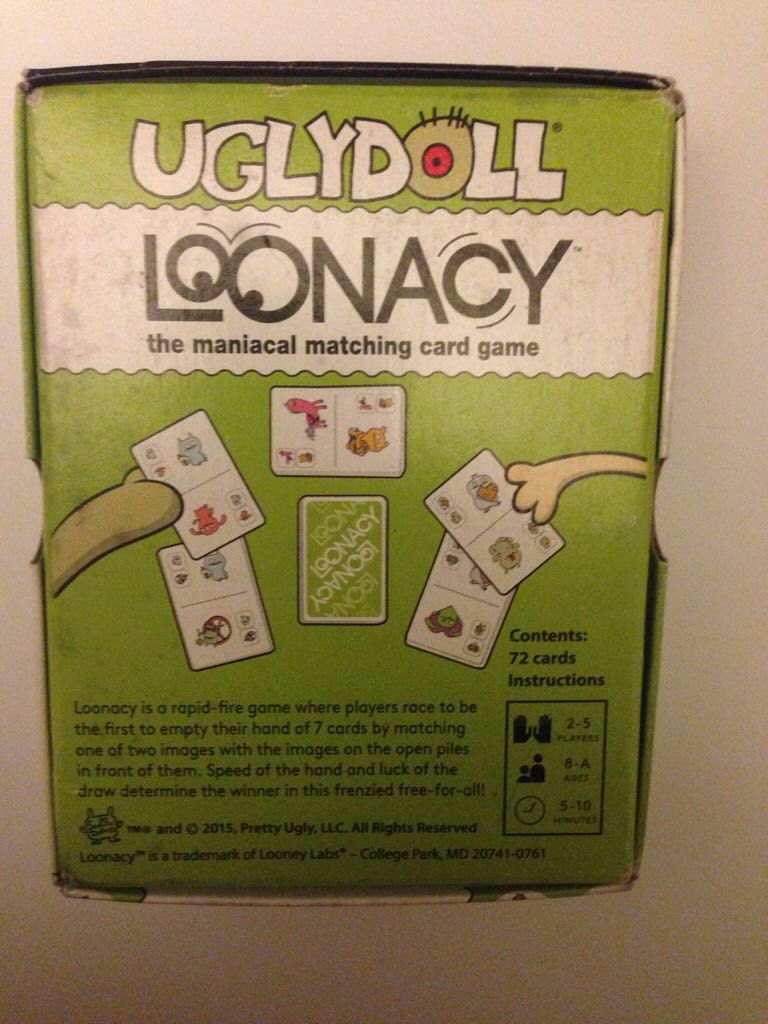 UGLYDOLL®
LOONACY™
the maniacal matching card game
LOONACY
LOONACY
Contents:
72 cards
Instructions
Loonacy is a rapid-fire game where players race to be
the first to empty their hand of 7 cards by matching
one of two images with the images on the open piles
in front of them. Speed of the hand and luck of the
draw determine the winner in this frenzied free-for-all!
2-5
PLAYERS
8-A
AGES
5-10
MINUTES
™® and © 2015, Pretty Ugly, LLC. All Rights Reserved
Loonacy™ is a trademark of Looney Labs® – College Park, MD 20741-0761